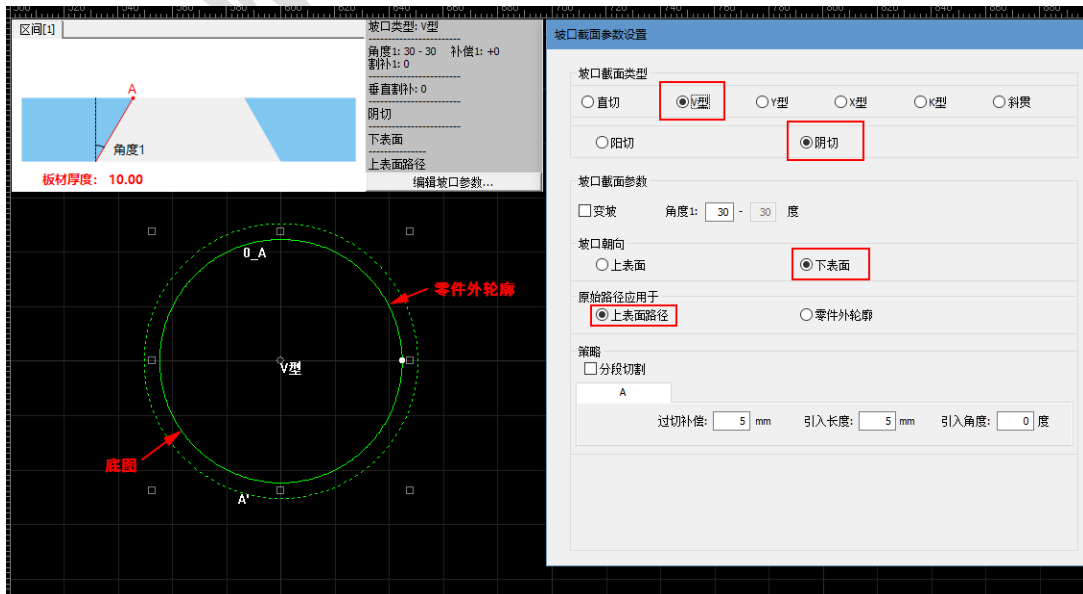 区间[1]
坡口类型: V型
角度1: 30 - 30 补偿1: +0
割补1: 0
垂直割补: 0
阴切
下表面
上表面路径
编辑坡口参数...
A
角度1
板材厚度: 10.00
0_A
零件外轮廓
V型
底图
A'
坡口截面参数设置
坡口截面类型
直切 V型 Y型 X型 K型 斜贯
阳切 阴切
坡口截面参数
变坡 角度1: 30 - 30 度
坡口朝向
上表面 下表面
原始路径应用于
上表面路径 零件外轮廓
策略
分段切割
A
过切补偿: 5 mm 引入长度: 5 mm 引入角度: 0 度